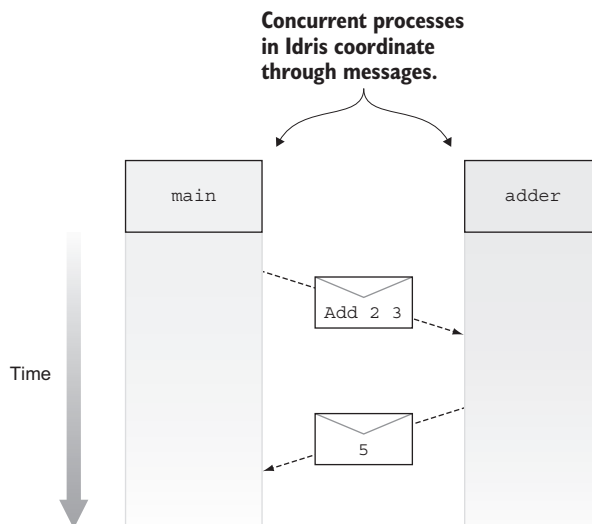 Concurrent processes
in Idris coordinate
through messages.
main
adder
Add 2 3
Time
5